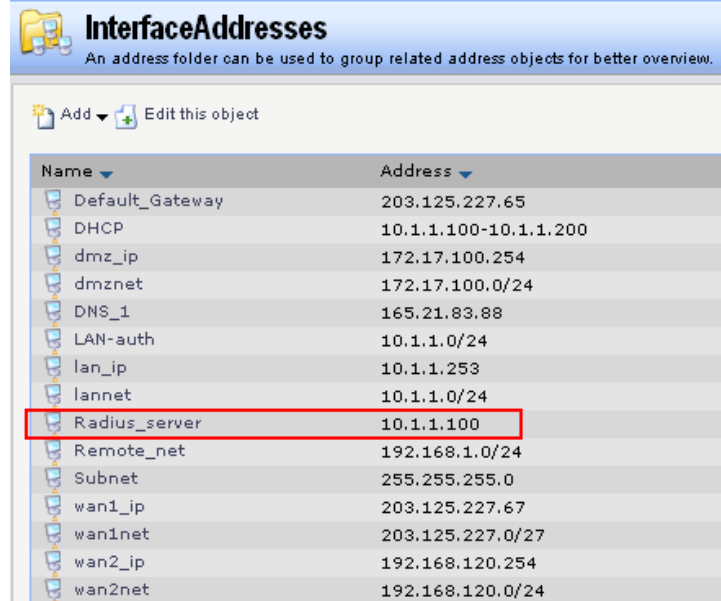 InterfaceAddresses
An address folder can be used to group related address objects for better overview.
Add Edit this object
Name Address
Default_Gateway 203.125.227.65
DHCP 10.1.1.100-10.1.1.200
dmz_ip 172.17.100.254
dmznet 172.17.100.0/24
DNS_1 165.21.83.88
LAN-auth 10.1.1.0/24
lan_ip 10.1.1.253
lannet 10.1.1.0/24
Radius_server 10.1.1.100
Remote_net 192.168.1.0/24
Subnet 255.255.255.0
wan1_ip 203.125.227.67
wan1net 203.125.227.0/27
wan2_ip 192.168.120.254
wan2net 192.168.120.0/24